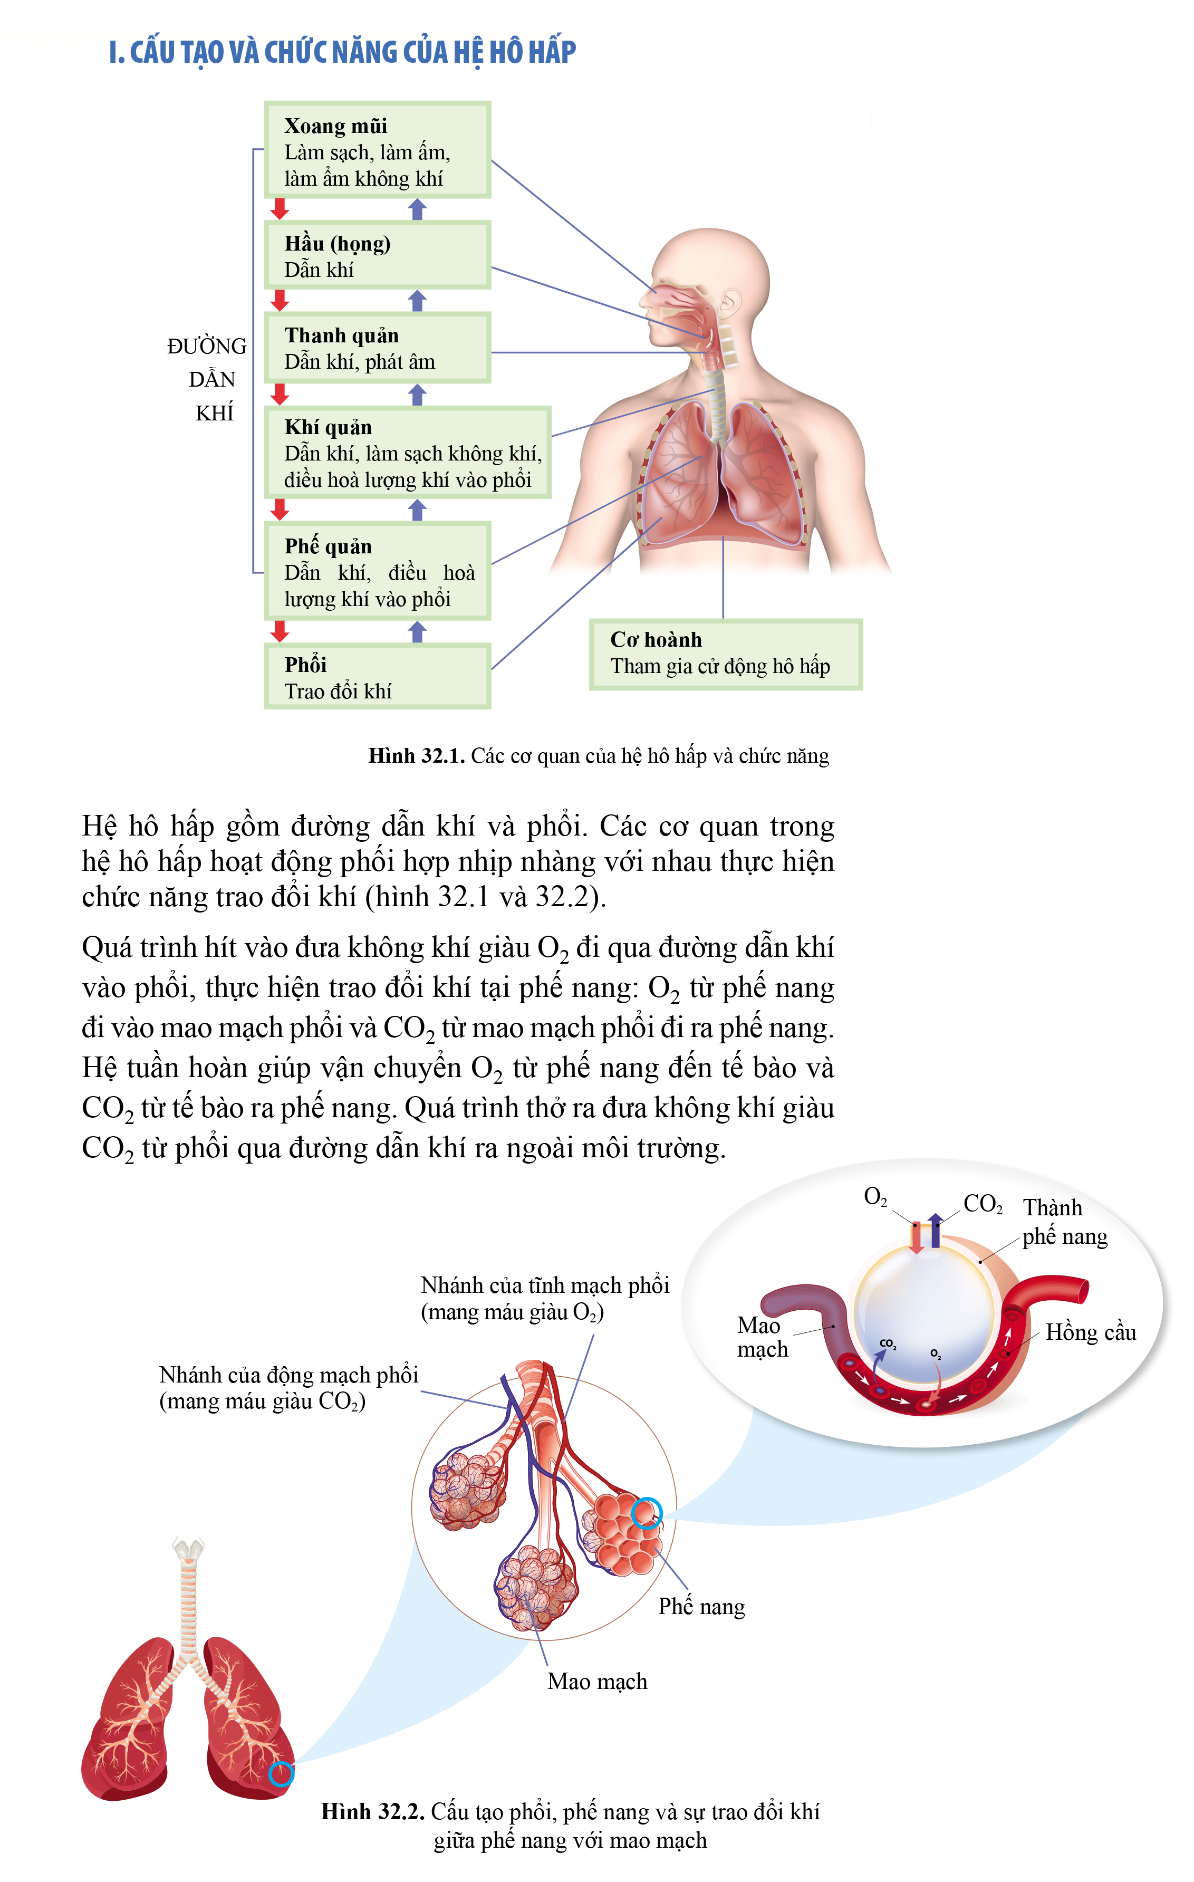 I. CẤU TẠO VÀ CHỨC NĂNG CỦA HỆ HÔ HẤP
Xoang mũi
Làm sạch, làm ấm,
làm ẩm không khí
Hầu (họng)
Dẫn khí
Thanh quản
Dẫn khí, phát âm
ĐƯỜNG
DẪN
KHÍ
Khí quản
Dẫn khí, làm sạch không khí,
điều hoà lượng khí vào phổi
Phế quản
Dẫn khí, điều hoà
lượng khí vào phổi
Phổi
Trao đổi khí
Cơ hoành
Tham gia cử động hô hấp
Hình 32.1. Các cơ quan của hệ hô hấp và chức năng
Hệ hô hấp gồm đường dẫn khí và phổi. Các cơ quan trong
hệ hô hấp hoạt động phối hợp nhịp nhàng với nhau thực hiện
chức năng trao đổi khí (hình 32.1 và 32.2).
Quá trình hít vào đưa không khí giàu O₂ đi qua đường dẫn khí
vào phổi, thực hiện trao đổi khí tại phế nang: O₂ từ phế nang
đi vào mao mạch phổi và CO₂ từ mao mạch phổi đi ra phế nang.
Hệ tuần hoàn giúp vận chuyển O₂ từ phế nang đến tế bào và
CO₂ từ tế bào ra phế nang. Quá trình thở ra đưa không khí giàu
CO₂ từ phổi qua đường dẫn khí ra ngoài môi trường.
O₂
CO₂
Thành
phế nang
Mao
mạch
CO₂
O₂
Hồng cầu
Nhánh của tĩnh mạch phổi
(mang máu giàu O₂)
Nhánh của động mạch phổi
(mang máu giàu CO₂)
Phế nang
Mao mạch
Hình 32.2. Cấu tạo phổi, phế nang và sự trao đổi khí
giữa phế nang với mao mạch